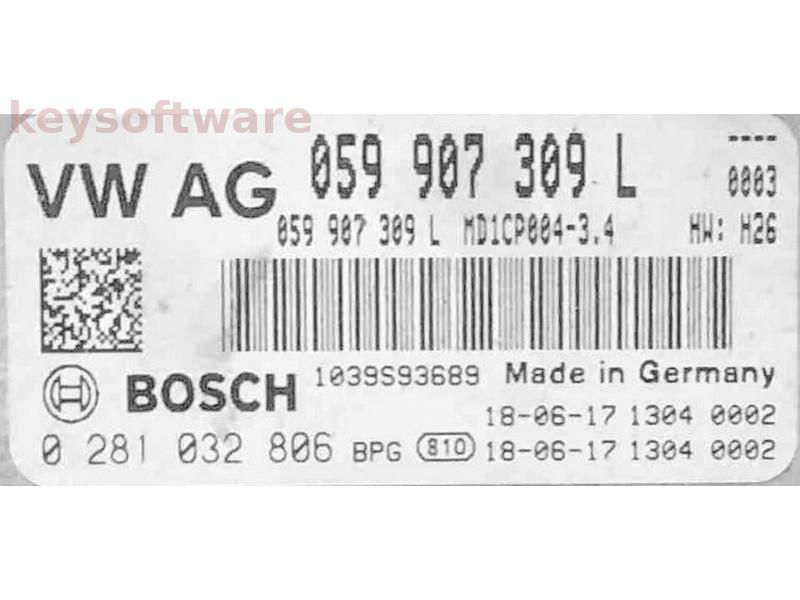 keysoftware
----
VW AG 059 907 309 L 0003
059 907 309 L MD1CP004-3.4 HW: H26
BOSCH 1039S93689 Made in Germany
18-06-17 1304 0002
0 281 032 806 BPG 810 18-06-17 1304 0002